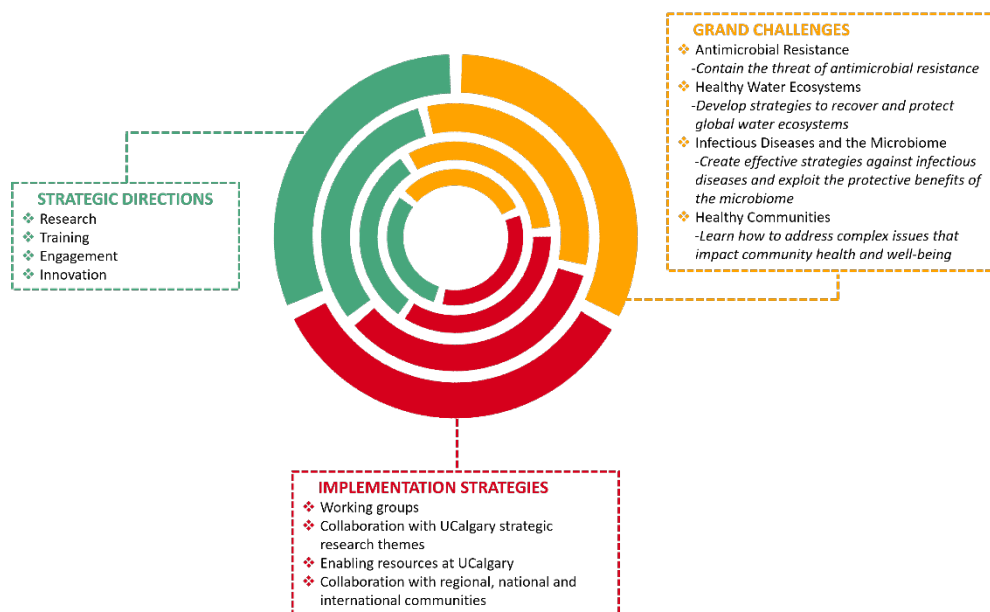 GRAND CHALLENGES
❖ Antimicrobial Resistance
-Contain the threat of antimicrobial resistance
❖ Healthy Water Ecosystems
-Develop strategies to recover and protect
global water ecosystems
❖ Infectious Diseases and the Microbiome
-Create effective strategies against infectious
diseases and exploit the protective benefits of
the microbiome
❖ Healthy Communities
-Learn how to address complex issues that
impact community health and well-being
STRATEGIC DIRECTIONS
❖ Research
❖ Training
❖ Engagement
❖ Innovation
IMPLEMENTATION STRATEGIES
❖ Working groups
❖ Collaboration with UCalgary strategic
research themes
❖ Enabling resources at UCalgary
❖ Collaboration with regional, national and
international communities